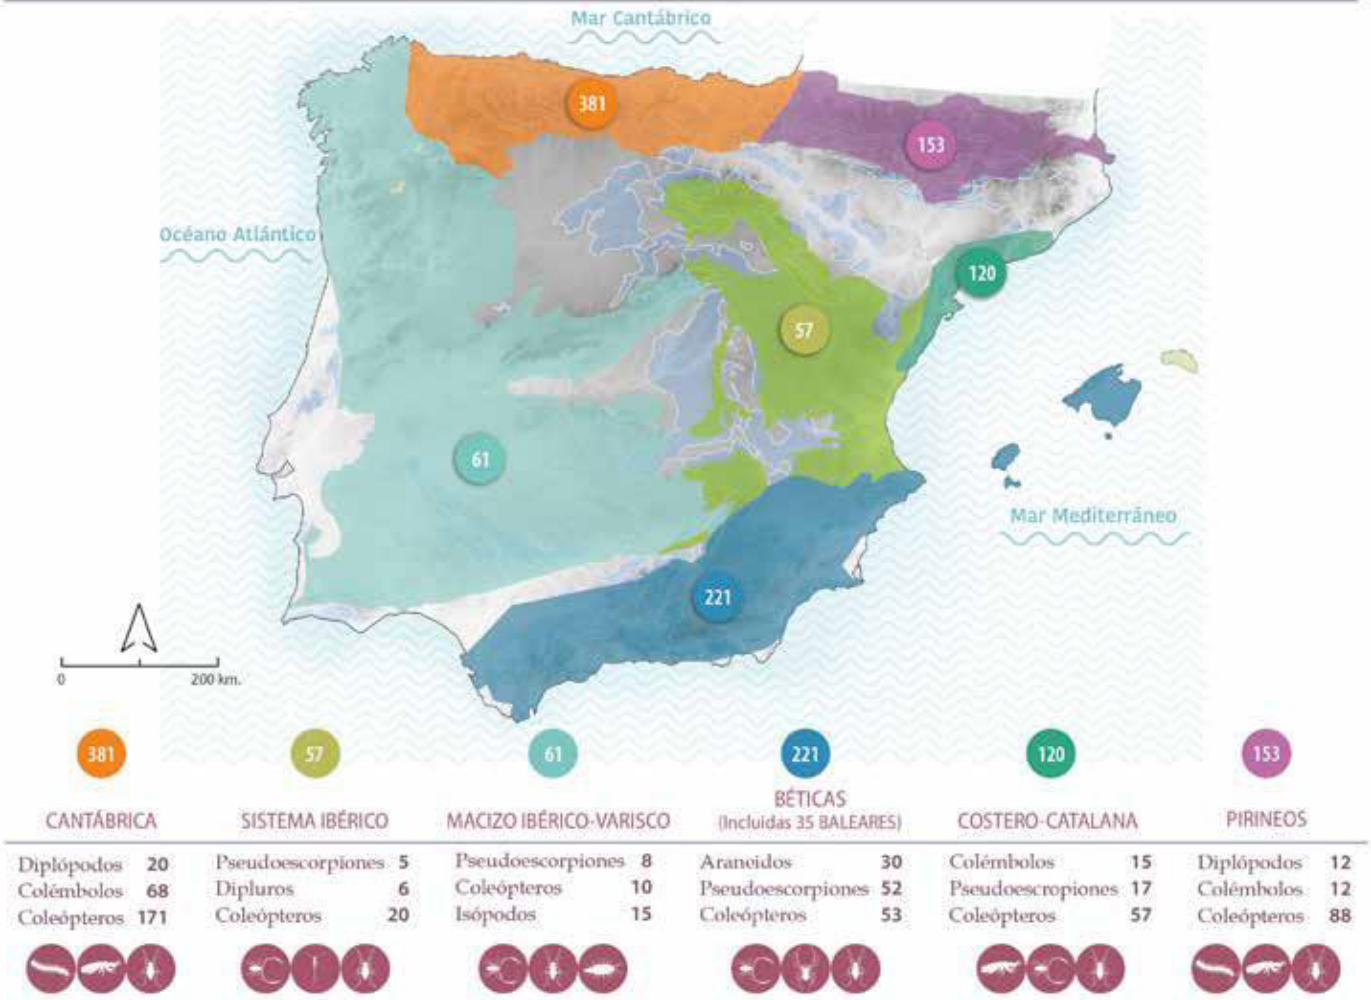 Mar Cantábrico
381
153
Océano Atlántico
120
57
61
Mar Mediterráneo
221
0 200 km.
381 57 61 221 120 153
CANTÁBRICA
SISTEMA IBÉRICO
MACIZO IBÉRICO-VARISCO
BÉTICAS
(Incluidas 35 BALEARES)
COSTERO-CATALANA
PIRINEOS
Diplópodos 20
Colémbolos 68
Coleópteros 171
Pseudoescorpiones 5
Dipluros 6
Coleópteros 20
Pseudoescorpiones 8
Coleópteros 10
Isópodos 15
Araneidos 30
Pseudoescorpiones 52
Coleópteros 53
Colémbolos 15
Pseudoescropiones 17
Coleópteros 57
Diplópodos 12
Colémbolos 12
Coleópteros 88